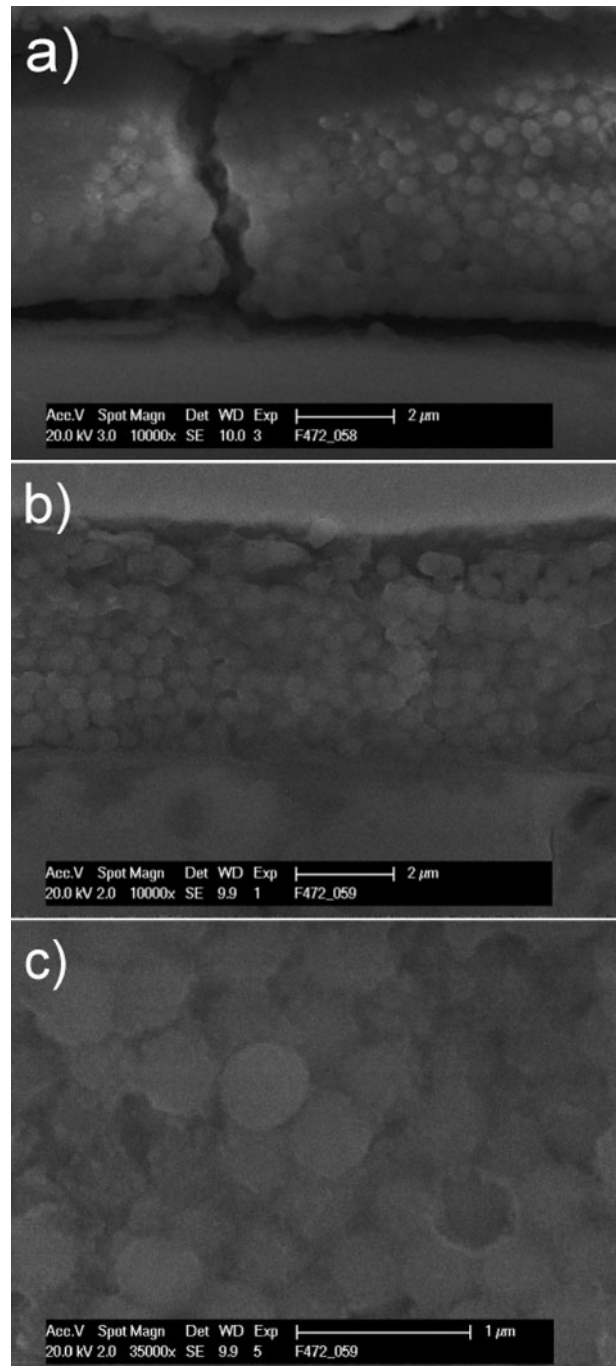 a)
Acc.V Spot Magn Det WD Exp 2 µm
20.0 kV 3.0 10000x SE 10.0 3 F472_058
b)
Acc.V Spot Magn Det WD Exp 2 µm
20.0 kV 2.0 10000x SE 9.9 1 F472_059
c)
Acc.V Spot Magn Det WD Exp 1 µm
20.0 kV 2.0 35000x SE 9.9 5 F472_059